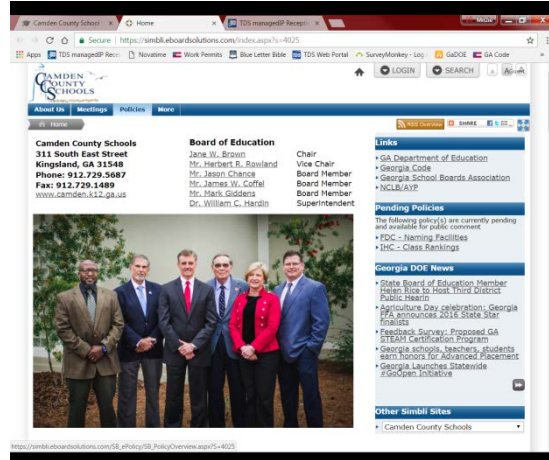 Camden County School
Home
TDS managedIP Recepti
Secure
https://simbli.eboardsolutions.com/index.aspx?s=4025
Apps
TDS managedIP Rece
Novatime
Work Permits
Blue Letter Bible
TDS Web Portal
SurveyMonkey - Log
GaDOE
GA Code
CAMDEN
COUNTY
SCHOOLS
LOGIN
SEARCH
About Us
Meetings
Policies
More
Home
RSS Overview
SHARE
Camden County Schools
311 South East Street
Kingsland, GA 31548
Phone: 912.729.5687
Fax: 912.729.1489
www.camden.k12.ga.us
Board of Education
Jane W. Brown Chair
Mr. Herbert R. Rowland Vice Chair
Mr. Jason Chance Board Member
Mr. James W. Coffel Board Member
Mr. Mark Giddens Board Member
Dr. William C. Hardin Superintendent
Links
GA Department of Education
Georgia Code
Georgia School Boards Association
NCLB/AYP
Pending Policies
The following policy(s) are currently pending
and available for public comment
FDC - Naming Facilities
IHC - Class Rankings
Georgia DOE News
State Board of Education Member
Helen Rice to Host Third District
Public Hearin
Agriculture Day celebration: Georgia
FFA announces 2016 State Star
finalists
Feedback Survey: Proposed GA
STEAM Certification Program
Georgia schools, teachers, students
earn honors for Advanced Placement
Georgia Launches Statewide
#GoOpen Initiative
Other Simbli Sites
Camden County Schools
https://simbli.eboardsolutions.com/SB_ePolicy/SB_PolicyOverview.aspx?S=4025